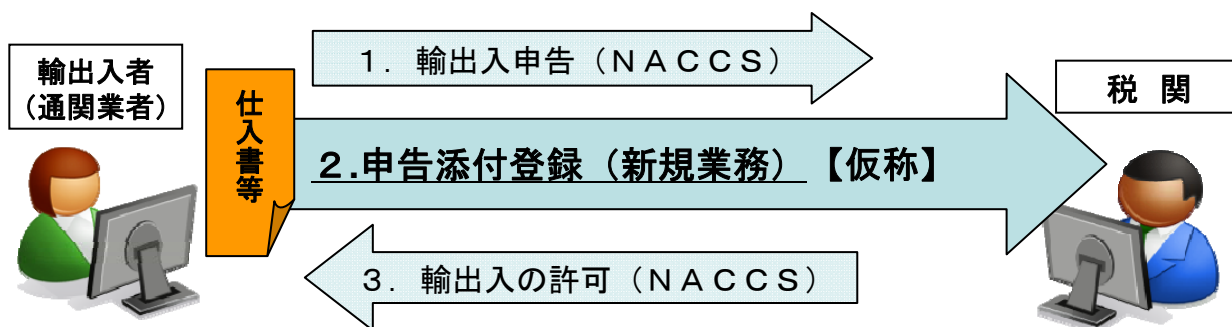 １．輸出入申告（ＮＡＣＣＳ）
輸出入者
（通関業者）
税 関
仕入書等
２.申告添付登録（新規業務）【仮称】
３．輸出入の許可（ＮＡＣＣＳ）